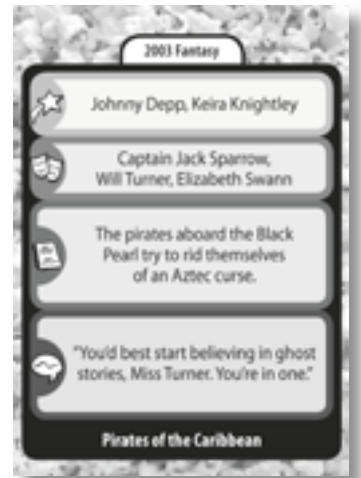 2003 Fantasy
Johnny Depp, Keira Knightley
Captain Jack Sparrow,
Will Turner, Elizabeth Swann
The pirates aboard the Black
Pearl try to rid themselves
of an Aztec curse.
"You'd best start believing in ghost
stories, Miss Turner. You're in one."
Pirates of the Caribbean